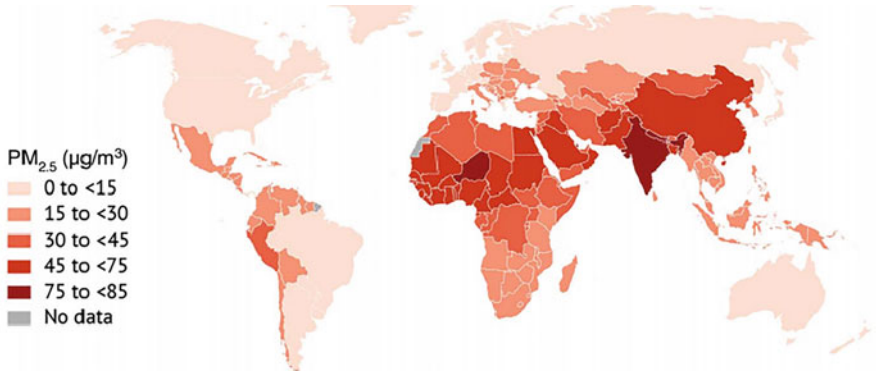 PM2.5 (μg/m³)
0 to <15
15 to <30
30 to <45
45 to <75
75 to <85
No data